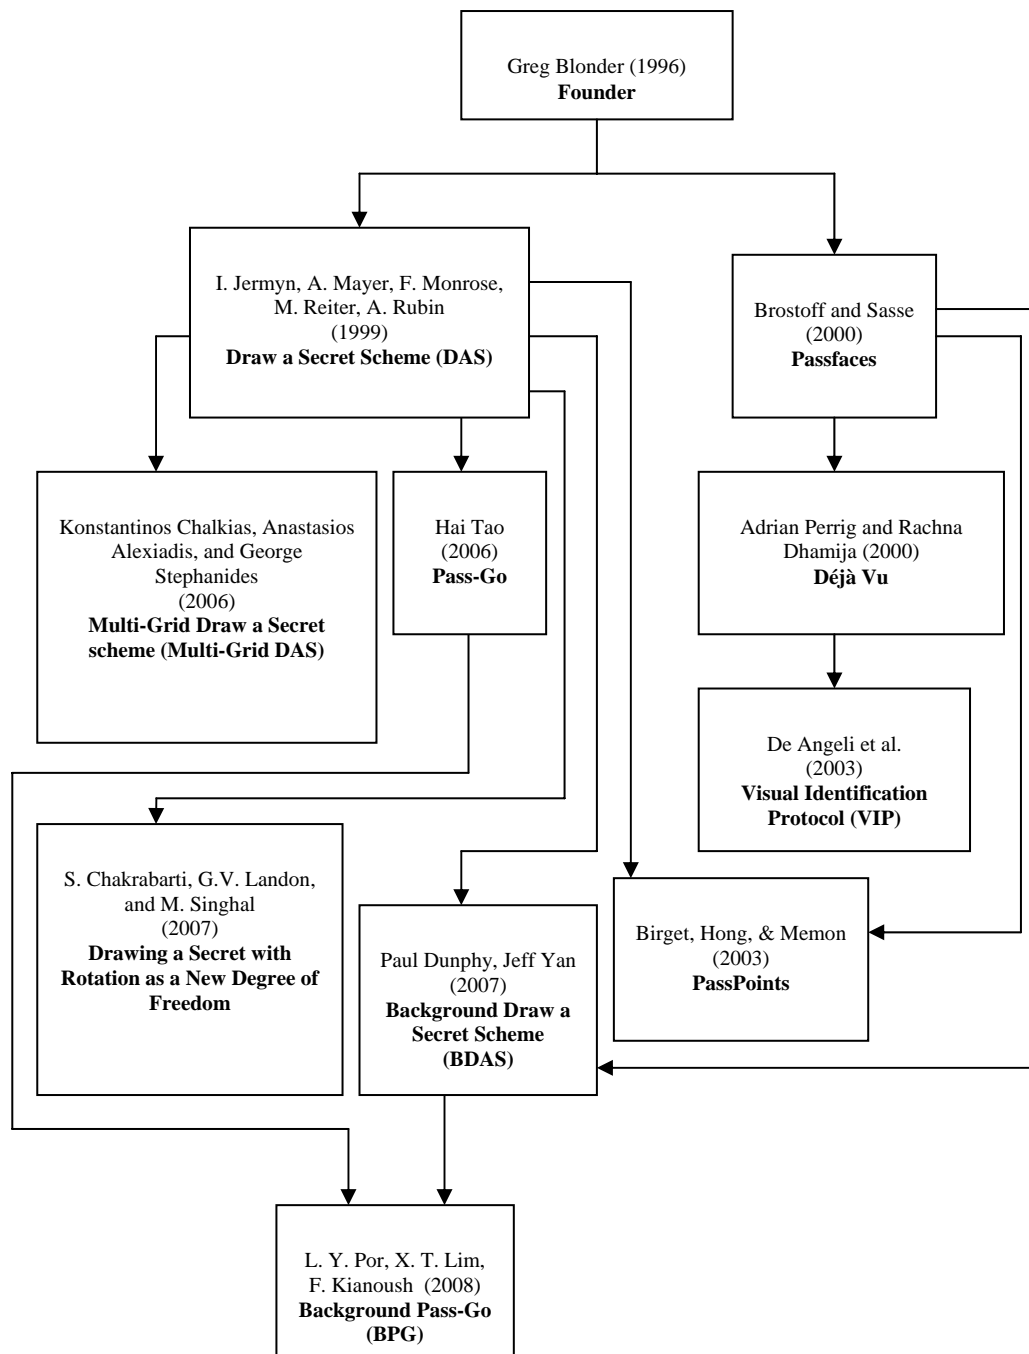 Greg Blonder (1996)
Founder
I. Jermyn, A. Mayer, F. Monrose,
M. Reiter, A. Rubin
(1999)
Draw a Secret Scheme (DAS)
Brostoff and Sasse
(2000)
Passfaces
Konstantinos Chalkias, Anastasios
Alexiadis, and George
Stephanides
(2006)
Multi-Grid Draw a Secret
scheme (Multi-Grid DAS)
Hai Tao
(2006)
Pass-Go
Adrian Perrig and Rachna
Dhamija (2000)
Déjà Vu
De Angeli et al.
(2003)
Visual Identification
Protocol (VIP)
S. Chakrabarti, G.V. Landon,
and M. Singhal
(2007)
Drawing a Secret with
Rotation as a New Degree of
Freedom
Paul Dunphy, Jeff Yan
(2007)
Background Draw a
Secret Scheme
(BDAS)
Birget, Hong, & Memon
(2003)
PassPoints
L. Y. Por, X. T. Lim,
F. Kianoush (2008)
Background Pass-Go
(BPG)